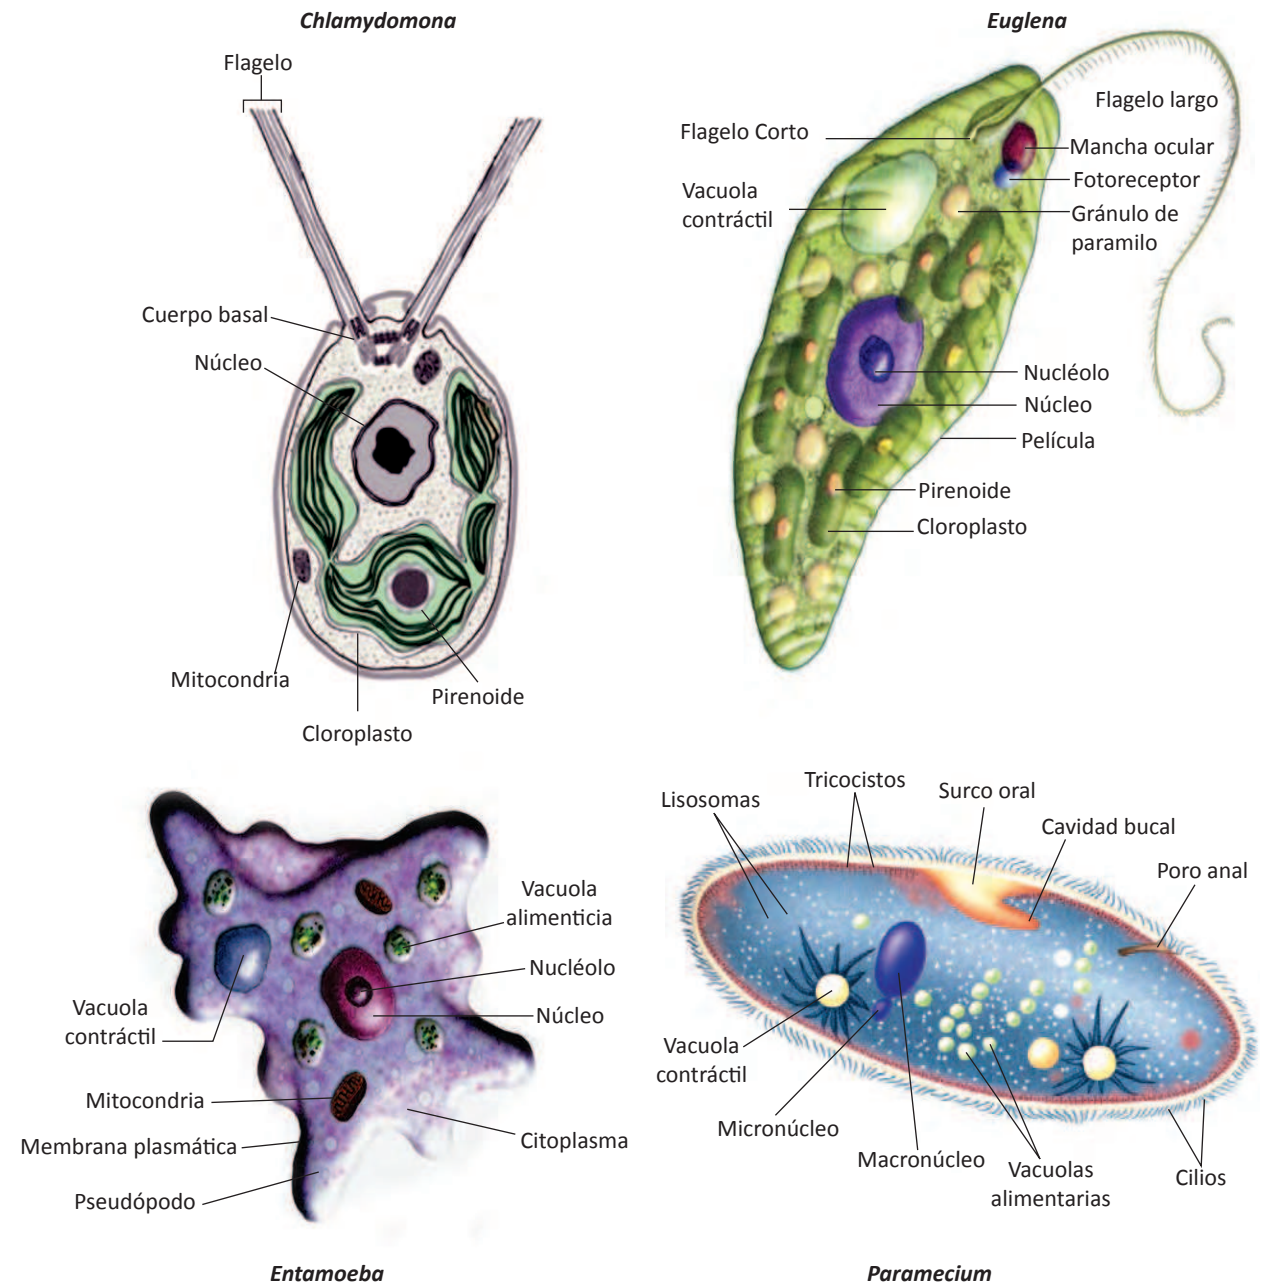 Chlamydomona
Flagelo
Cuerpo basal
Núcleo
Mitocondria
Pirenoide
Cloroplasto
Euglena
Flagelo largo
Flagelo Corto
Mancha ocular
Fotoreceptor
Vacuola
contráctil
Gránulo de
paramilo
Nucléolo
Núcleo
Película
Pirenoide
Cloroplasto
Vacuola
alimenticia
Nucléolo
Núcleo
Vacuola
contráctil
Mitocondria
Membrana plasmática
Citoplasma
Pseudópodo
Entamoeba
Tricocistos
Lisosomas
Surco oral
Cavidad bucal
Poro anal
Vacuola
contráctil
Micronúcleo
Macronúcleo
Vacuolas
alimentarias
Cilios
Paramecium